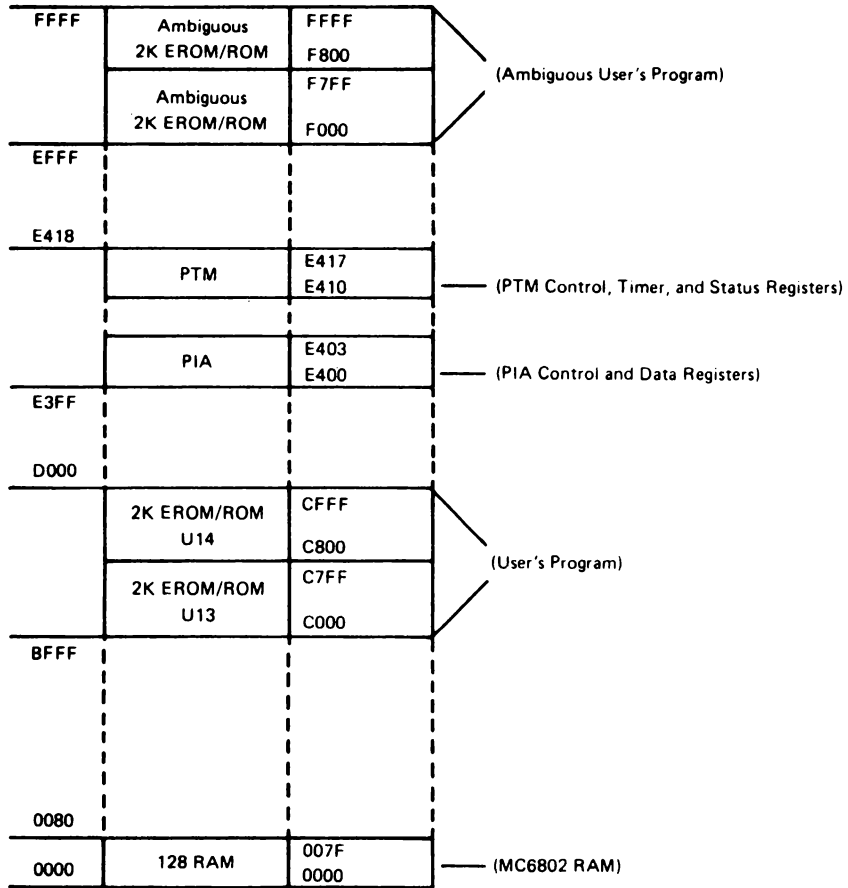 FFFF
Ambiguous
2K EROM/ROM
FFFF
F800
(Ambiguous User's Program)
Ambiguous
2K EROM/ROM
F7FF
F000
EFFF
E418
PTM
E417
E410
(PTM Control, Timer, and Status Registers)
PIA
E403
E400
(PIA Control and Data Registers)
E3FF
D000
2K EROM/ROM
U14
CFFF
C800
(User's Program)
2K EROM/ROM
U13
C7FF
C000
BFFF
0080
0000
128 RAM
007F
0000
(MC6802 RAM)